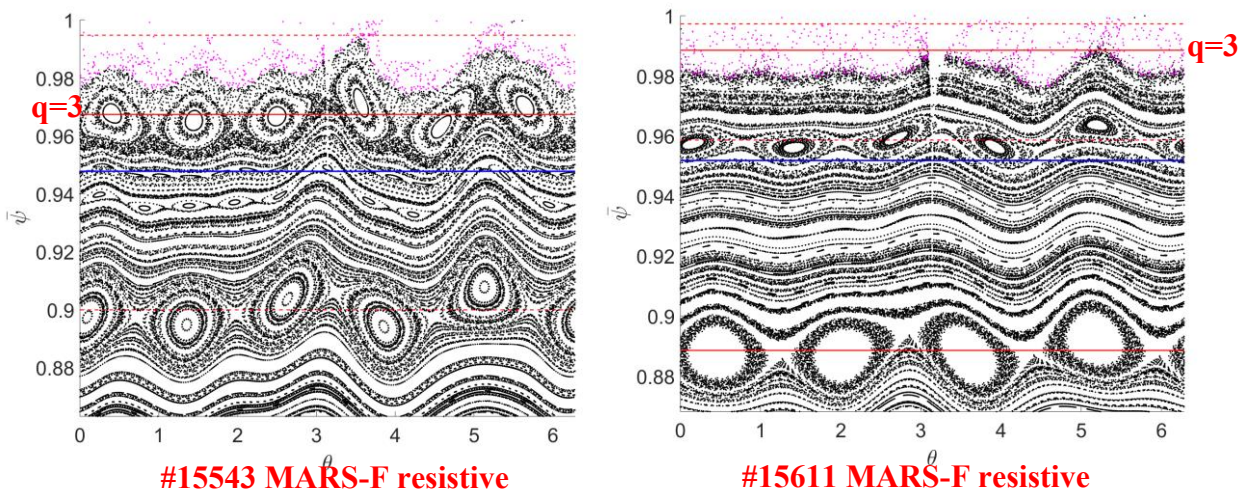 1
0.98
q=3
0.96
0.94
ψ̄
0.92
0.9
0.88
0 1 2 3 4 5 6
θ
#15543 MARS-F resistive
1
q=3
0.98
0.96
0.94
ψ̄
0.92
0.9
0.88
0 1 2 3 4 5 6
θ
#15611 MARS-F resistive